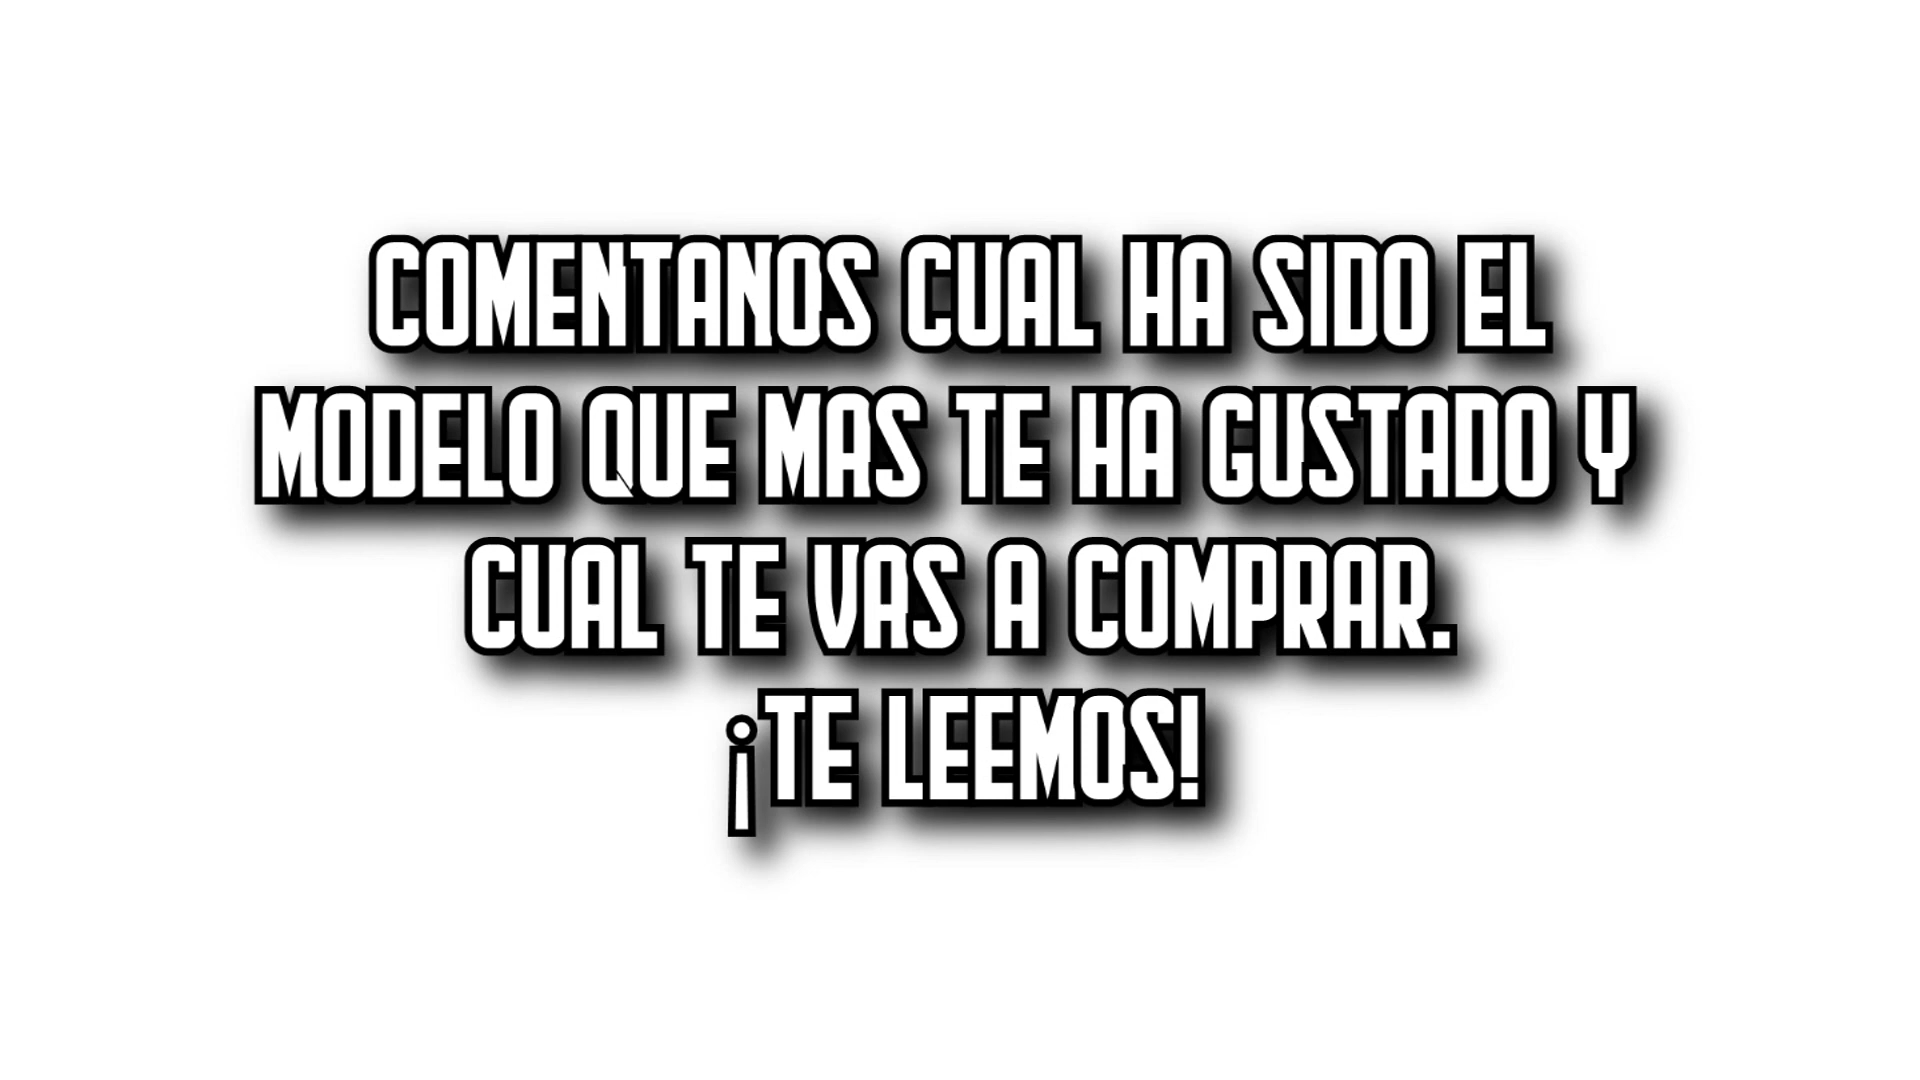 COMENTANOS CUAL HA SIDO EL
MODELO QUE MAS TE HA GUSTADO Y
CUAL TE VAS A COMPRAR.
¡TE LEEMOS!